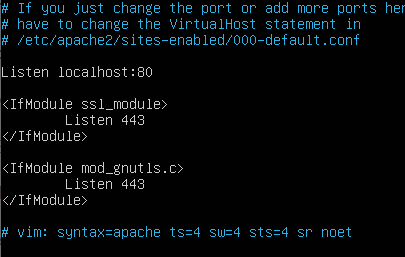 # If you just change the port or add more ports her
# have to change the VirtualHost statement in
# /etc/apache2/sites-enabled/000-default.conf
Listen localhost:80
<IfModule ssl_module>
Listen 443
</IfModule>
<IfModule mod_gnutls.c>
Listen 443
</IfModule>
# vim: syntax=apache ts=4 sw=4 sts=4 sr noet